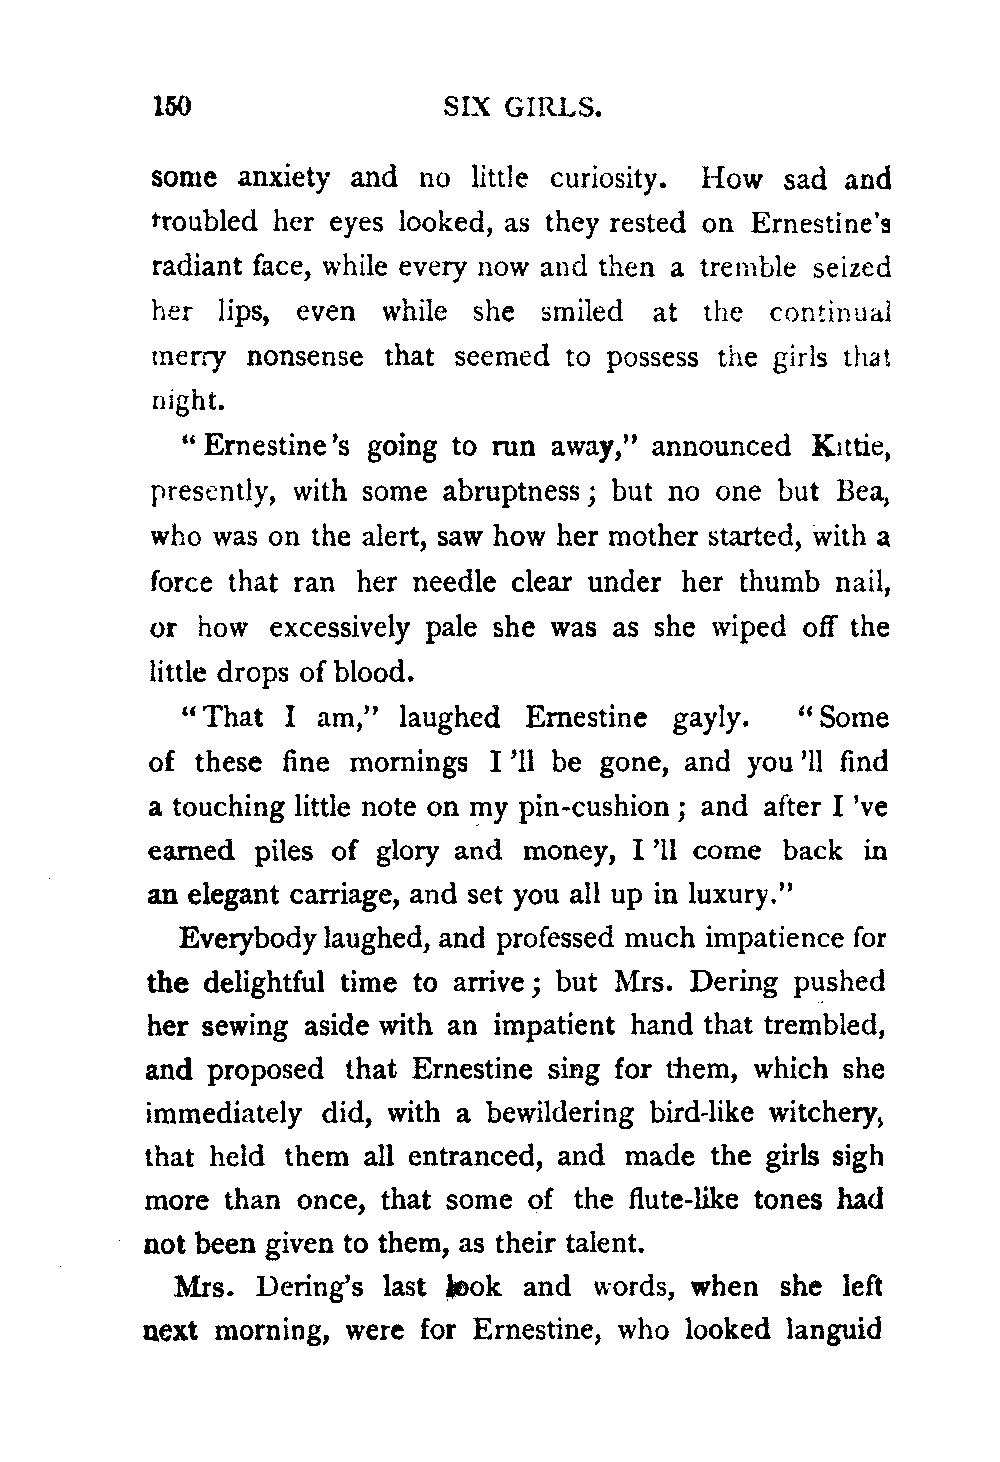 150 SIX GIRLS.
some anxiety and no little curiosity. How sad and
troubled her eyes looked, as they rested on Ernestine's
radiant face, while every now and then a tremble seized
her lips, even while she smiled at the continual
merry nonsense that seemed to possess the girls that
night.
"Ernestine's going to run away," announced Kittie,
presently, with some abruptness; but no one but Bea,
who was on the alert, saw how her mother started, with a
force that ran her needle clear under her thumb nail,
or how excessively pale she was as she wiped off the
little drops of blood.
"That I am," laughed Ernestine gayly. "Some
of these fine mornings I'll be gone, and you'll find
a touching little note on my pin-cushion; and after I've
earned piles of glory and money, I'll come back in
an elegant carriage, and set you all up in luxury."
Everybody laughed, and professed much impatience for
the delightful time to arrive; but Mrs. Dering pushed
her sewing aside with an impatient hand that trembled,
and proposed that Ernestine sing for them, which she
immediately did, with a bewildering bird-like witchery,
that held them all entranced, and made the girls sigh
more than once, that some of the flute-like tones had
not been given to them, as their talent.
Mrs. Dering's last look and words, when she left
next morning, were for Ernestine, who looked languid